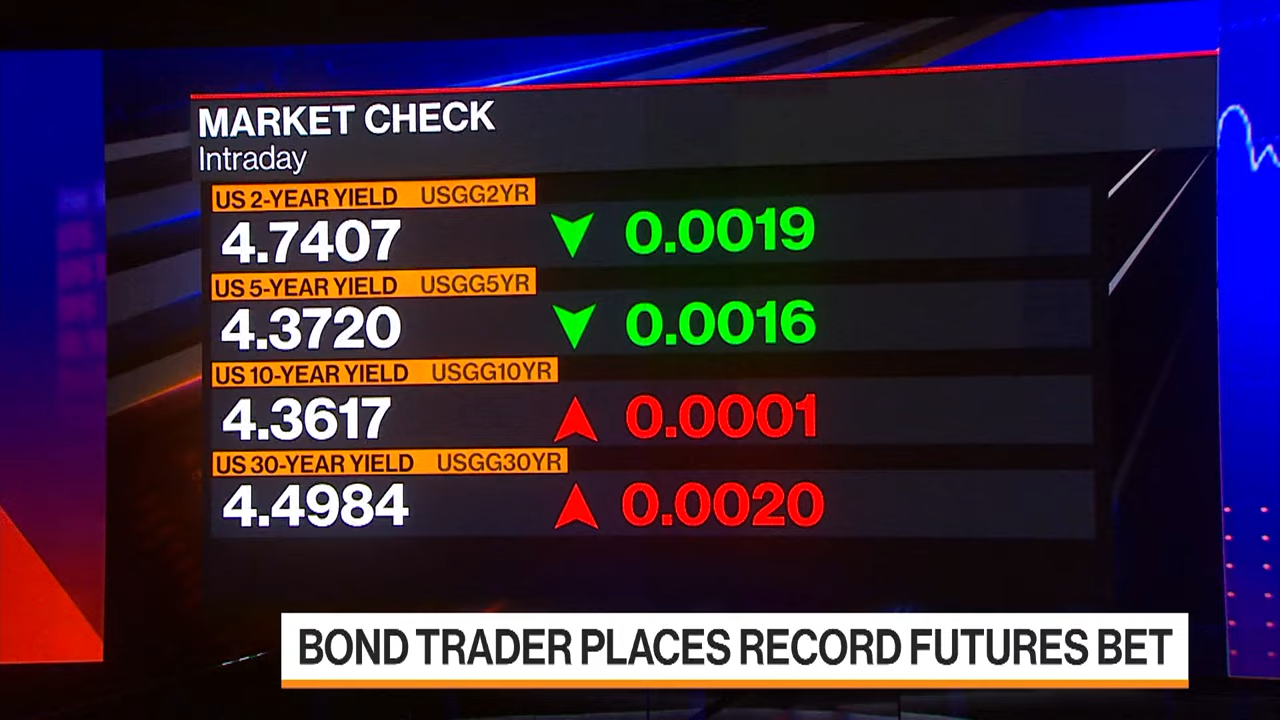 MARKET CHECK
Intraday
US 2-YEAR YIELD USGG2YR
4.7407 ▼ 0.0019
US 5-YEAR YIELD USGG5YR
4.3720 ▼ 0.0016
US 10-YEAR YIELD USGG10YR
4.3617 ▲ 0.0001
US 30-YEAR YIELD USGG30YR
4.4984 ▲ 0.0020
BOND TRADER PLACES RECORD FUTURES BET